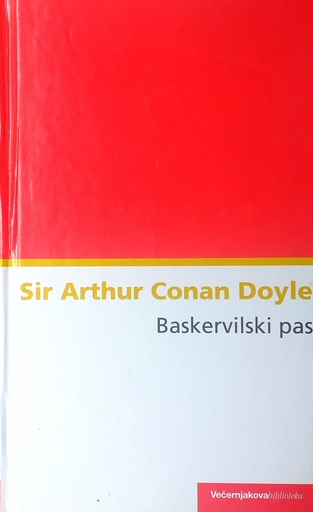 Sir Arthur Conan Doyle
Baskervilski pas
Večernjakovabiblioteka